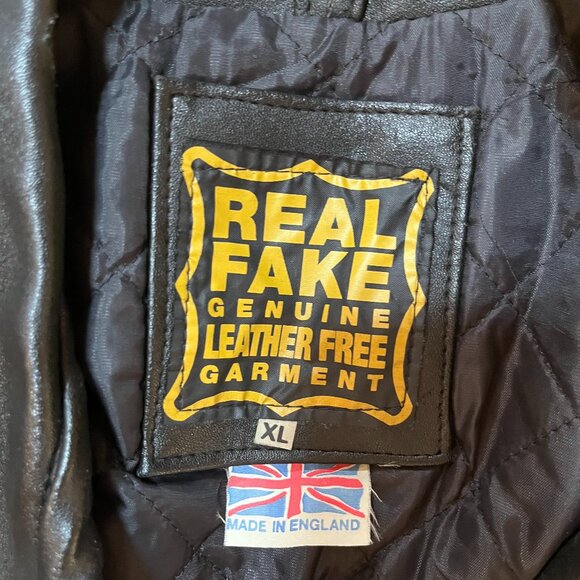 REAL
FAKE
GENUINE
LEATHER FREE
GARMENT
XL
MADE IN ENGLAND